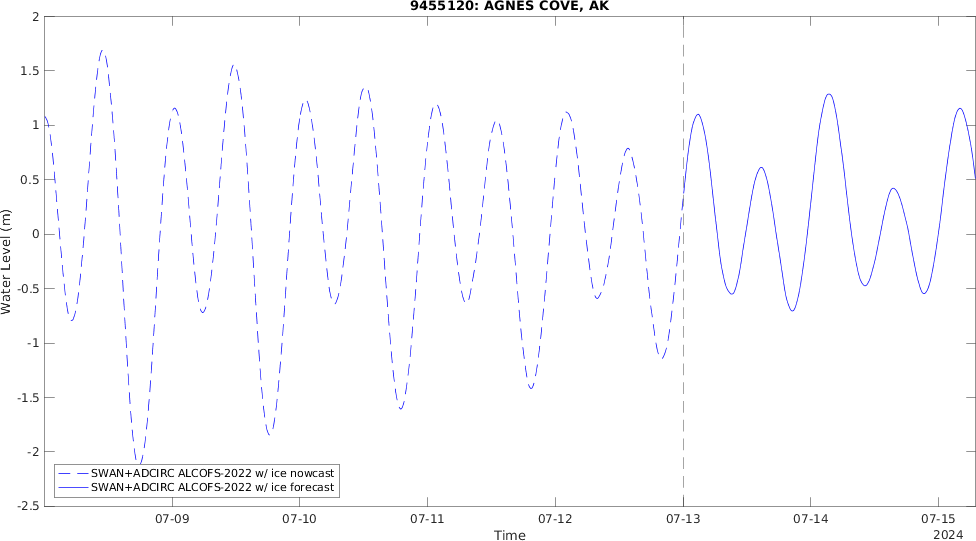 9455120: AGNES COVE, AK
2
1.5
1
0.5
0
-0.5
-1
-1.5
-2
-2.5
Water Level (m)
SWAN+ADCIRC ALCOFS-2022 w/ ice nowcast
SWAN+ADCIRC ALCOFS-2022 w/ ice forecast
07-09 07-10 07-11 07-12 07-13 07-14 07-15
Time
2024